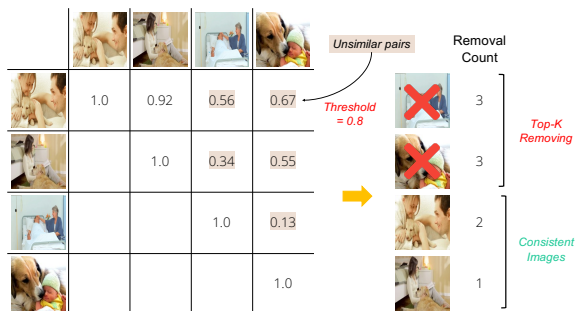 Unsimilar pairs
Removal
Count
1.0 0.92 0.56 0.67
Threshold
= 0.8
3
1.0 0.34 0.55
3
Top-K
Removing
1.0 0.13
2
1.0
1
Consistent
Images